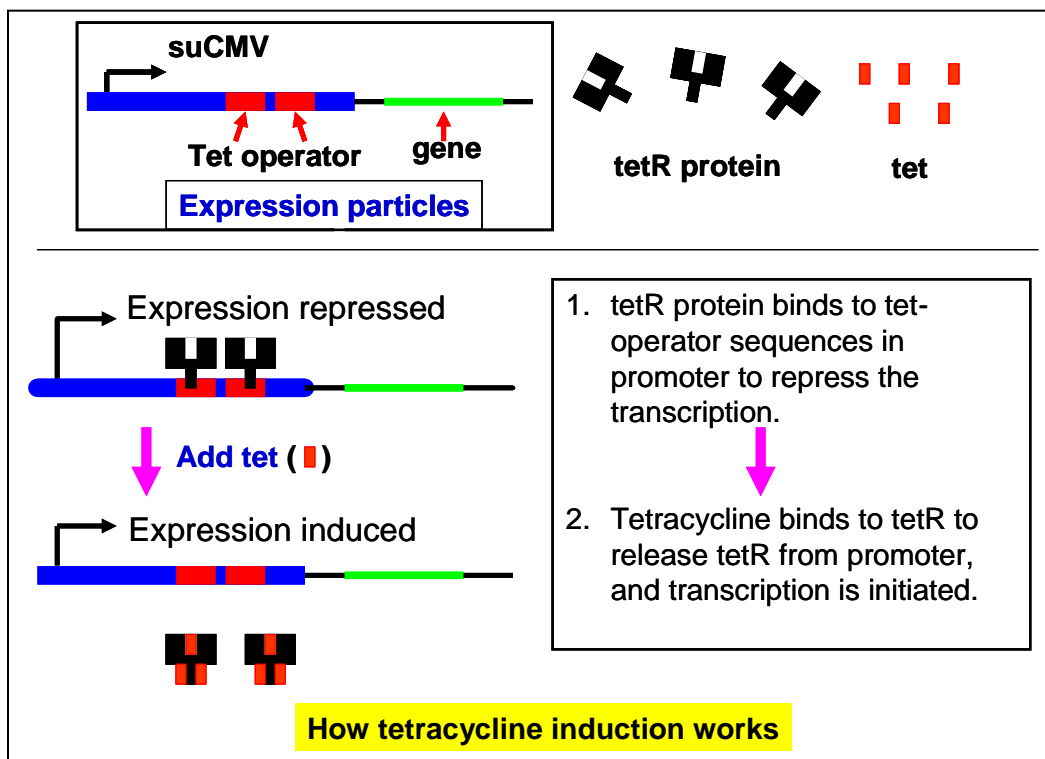 suCMV
Tet operator
gene
Expression particles
tetR protein
tet
Expression repressed
Add tet ( )
Expression induced
1. tetR protein binds to tet-
operator sequences in
promoter to repress the
transcription.
2. Tetracycline binds to tetR to
release tetR from promoter,
and transcription is initiated.
How tetracycline induction works